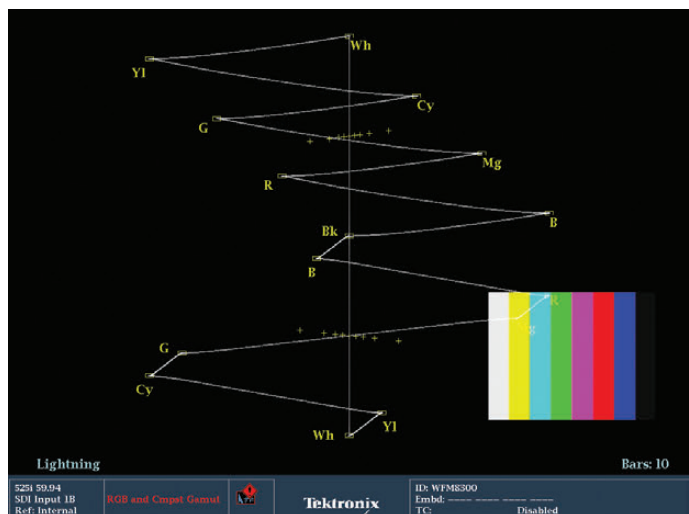 Wh
Yl
Cy
G
Mg
R
B
Bk
B
R
g
G
Cy
Yl
Wh
Lightning
Bars: 10
525i 59.94
SDI Input 1B
Ref: Internal
RGB and Cmpst Gamut
Tektronix
ID: WFM8300
Embd: ---- ---- ---- ----
TC: Disabled